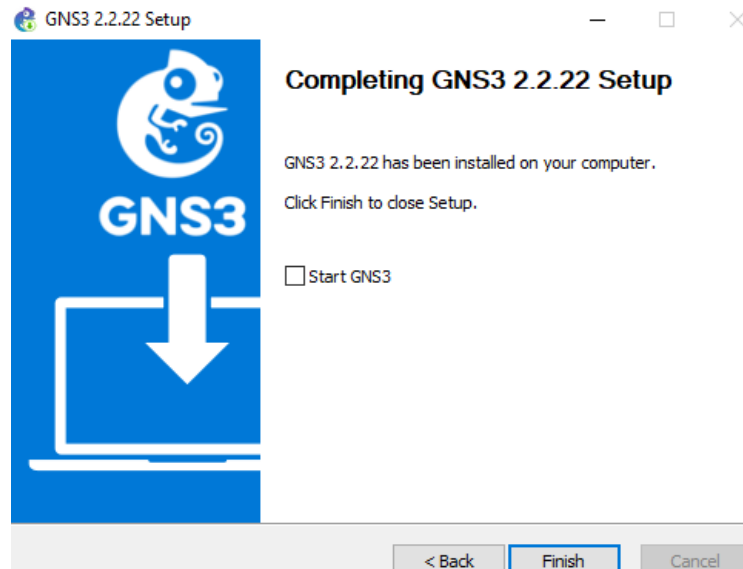 GNS3 2.2.22 Setup
Completing GNS3 2.2.22 Setup
GNS3 2.2.22 has been installed on your computer.
Click Finish to close Setup.
GNS3
Start GNS3
< Back
Finish
Cancel